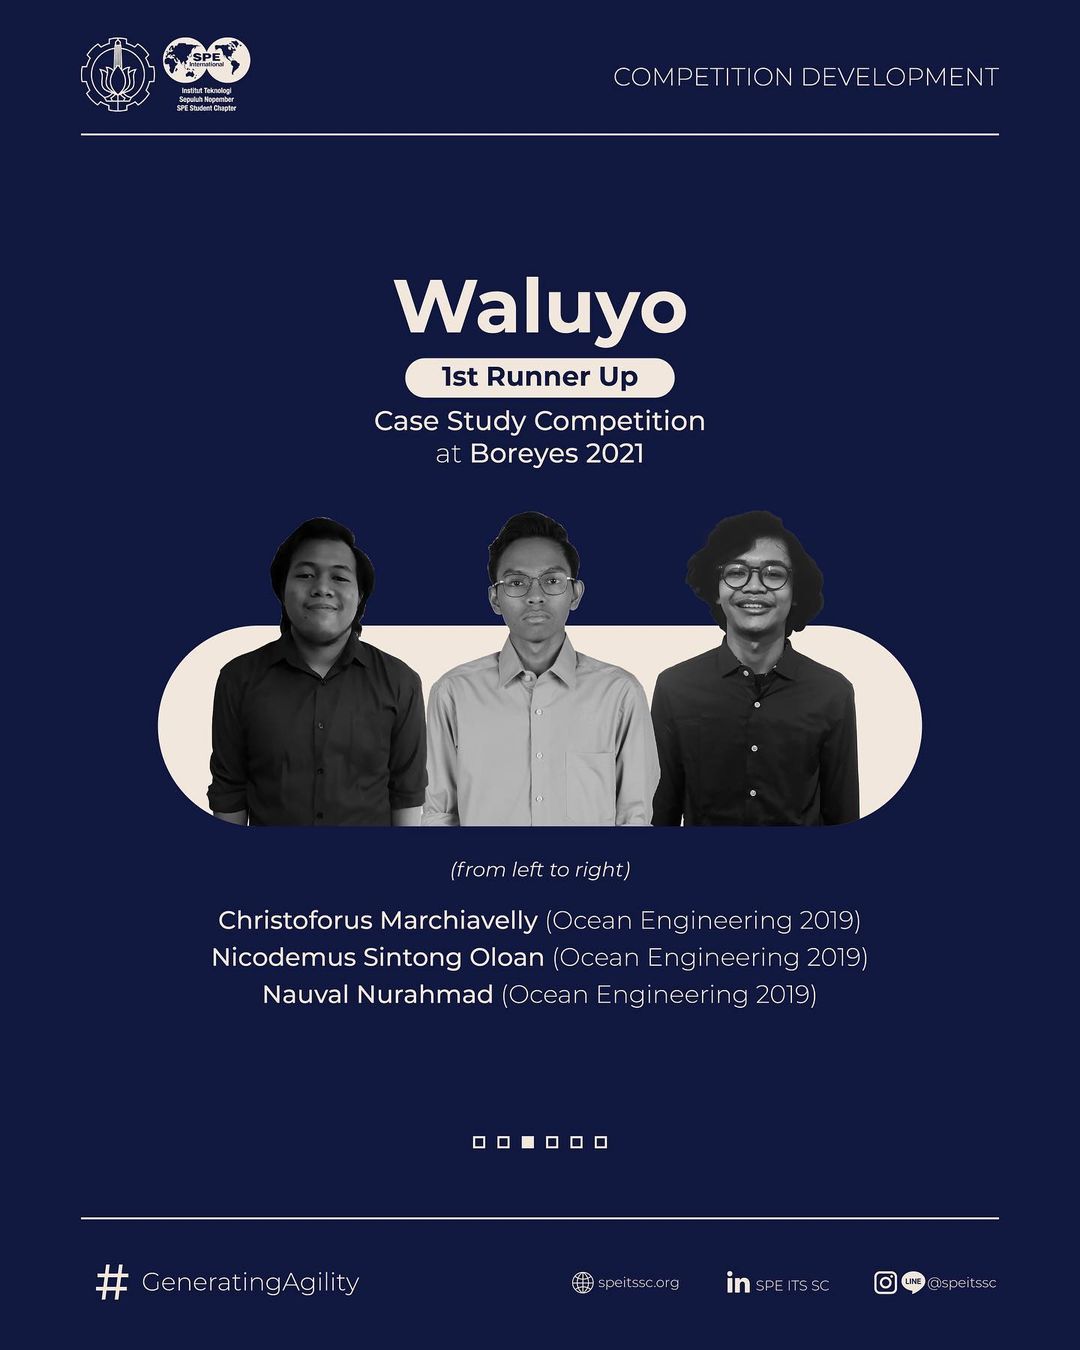 SPE
International
Institut Teknologi
Sepuluh Nopember
SPE Student Chapter
COMPETITION DEVELOPMENT
Waluyo
1st Runner Up
Case Study Competition
at Boreyes 2021
(from left to right)
Christoforus Marchiavelly (Ocean Engineering 2019)
Nicodemus Sintong Oloan (Ocean Engineering 2019)
Nauval Nurahmad (Ocean Engineering 2019)
# GeneratingAgility
speitssc.org
in SPE ITS SC
LINE @speitssc